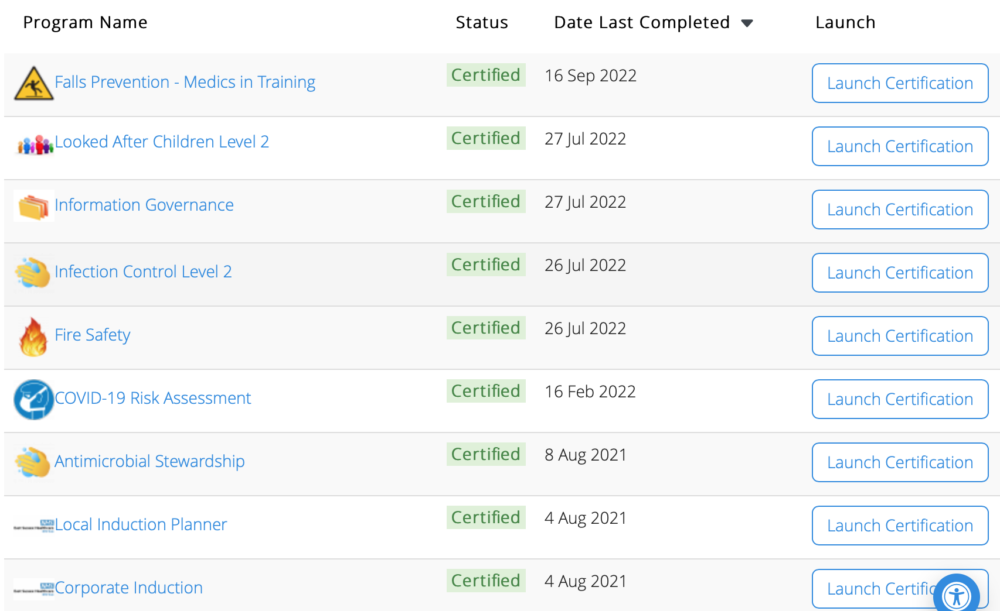 Program Name Status Date Last Completed Launch
Falls Prevention - Medics in Training Certified 16 Sep 2022 Launch Certification
Looked After Children Level 2 Certified 27 Jul 2022 Launch Certification
Information Governance Certified 27 Jul 2022 Launch Certification
Infection Control Level 2 Certified 26 Jul 2022 Launch Certification
Fire Safety Certified 26 Jul 2022 Launch Certification
COVID-19 Risk Assessment Certified 16 Feb 2022 Launch Certification
Antimicrobial Stewardship Certified 8 Aug 2021 Launch Certification
NHS
Local Induction Planner Certified 4 Aug 2021 Launch Certification
NHS
Corporate Induction Certified 4 Aug 2021 Launch Certific